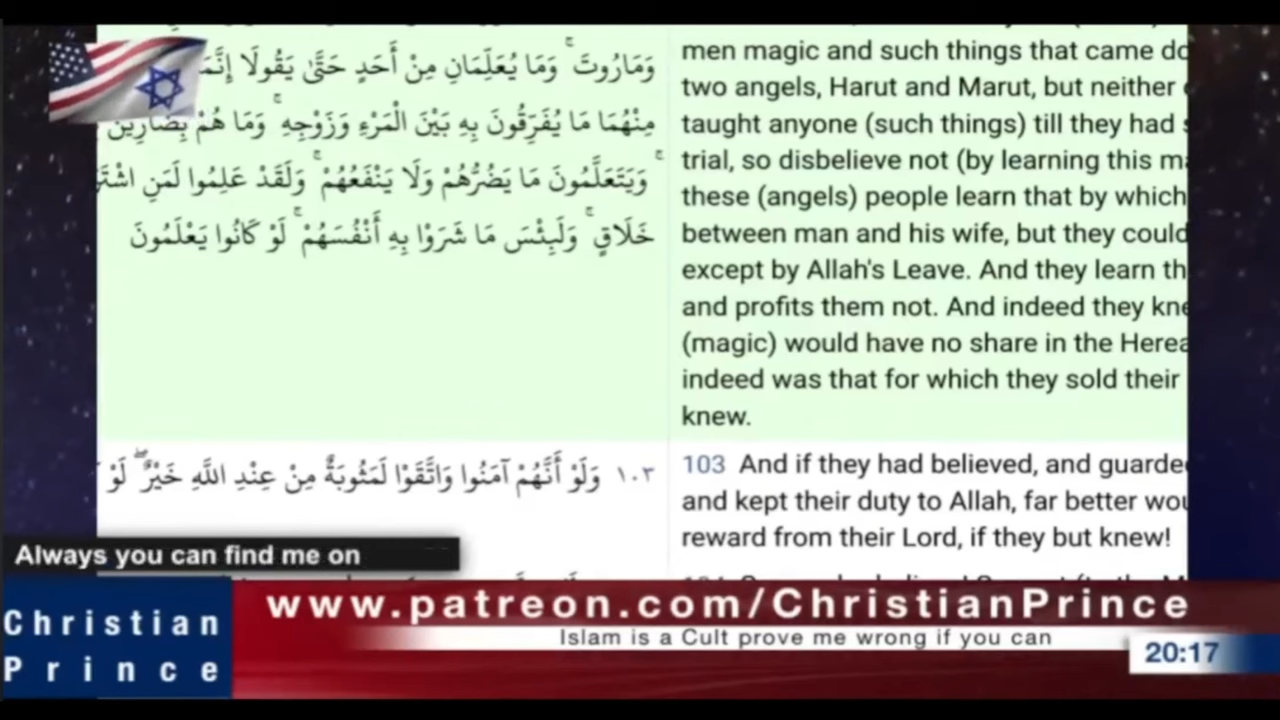 وَمَارُوتَ ۚ وَمَا يُعَلِّمَانِ مِنْ أَحَدٍ حَتَّىٰ يَقُولَا
مِنْهُمَا مَا يُفَرِّقُونَ بِهِ بَيْنَ الْمَرْءِ وَزَوْجِهِ ۚ وَمَا هُمْ بِضَارِّينَ
وَيَتَعَلَّمُونَ مَا يَضُرُّهُمْ وَلَا يَنْفَعُهُمْ ۚ وَلَقَدْ عَلِمُوا لَمَنِ
خَلَاقٍ ۚ وَلَبِئْسَ مَا شَرَوْا بِهِ أَنْفُسَهُمْ ۚ لَوْ كَانُوا يَعْلَمُونَ
١٠٣ وَلَوْ أَنَّهُمْ آمَنُوا وَاتَّقَوْا لَمَثُوبَةٌ مِنْ عِنْدِ اللَّهِ خَيْرٌ ۖ لَوْ
men magic and such things that came do
two angels, Harut and Marut, but neither
taught anyone (such things) till they had
trial, so disbelieve not (by learning this ma
these (angels) people learn that by which
between man and his wife, but they could
except by Allah's Leave. And they learn th
and profits them not. And indeed they kne
(magic) would have no share in the Herea
indeed was that for which they sold their
knew.
103 And if they had believed, and guarde
and kept their duty to Allah, far better wou
reward from their Lord, if they but knew!
Always you can find me on
www.patreon.com/ChristianPrince
Islam is a Cult prove me wrong if you can
Christian
Prince
20:17